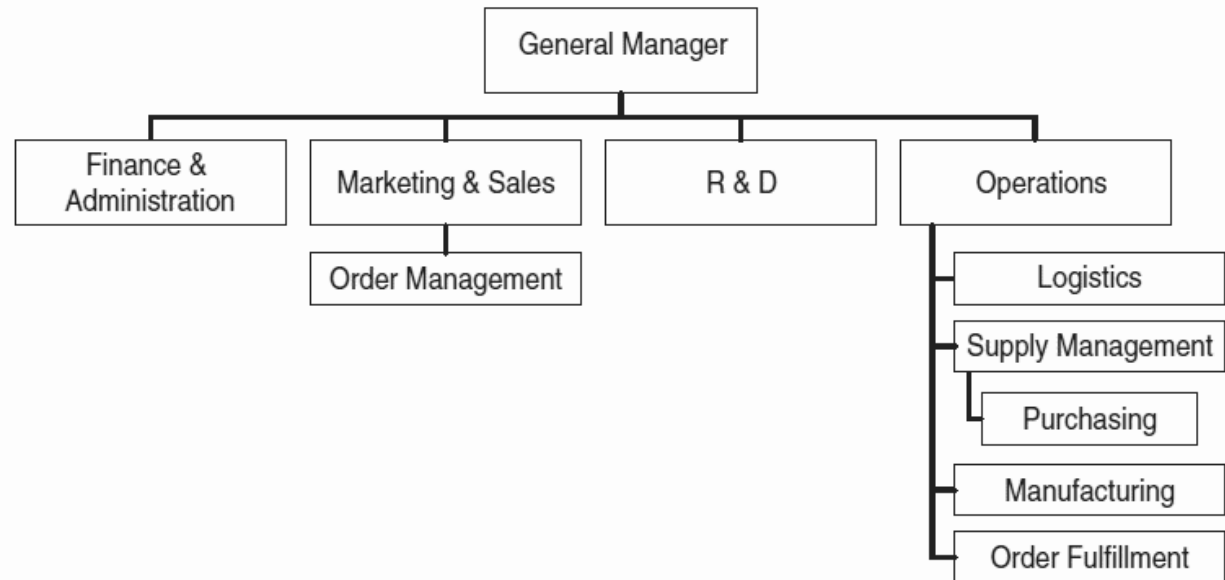 General Manager
Finance &
Administration
Marketing & Sales
R & D
Operations
Order Management
Logistics
Supply Management
Purchasing
Manufacturing
Order Fulfillment